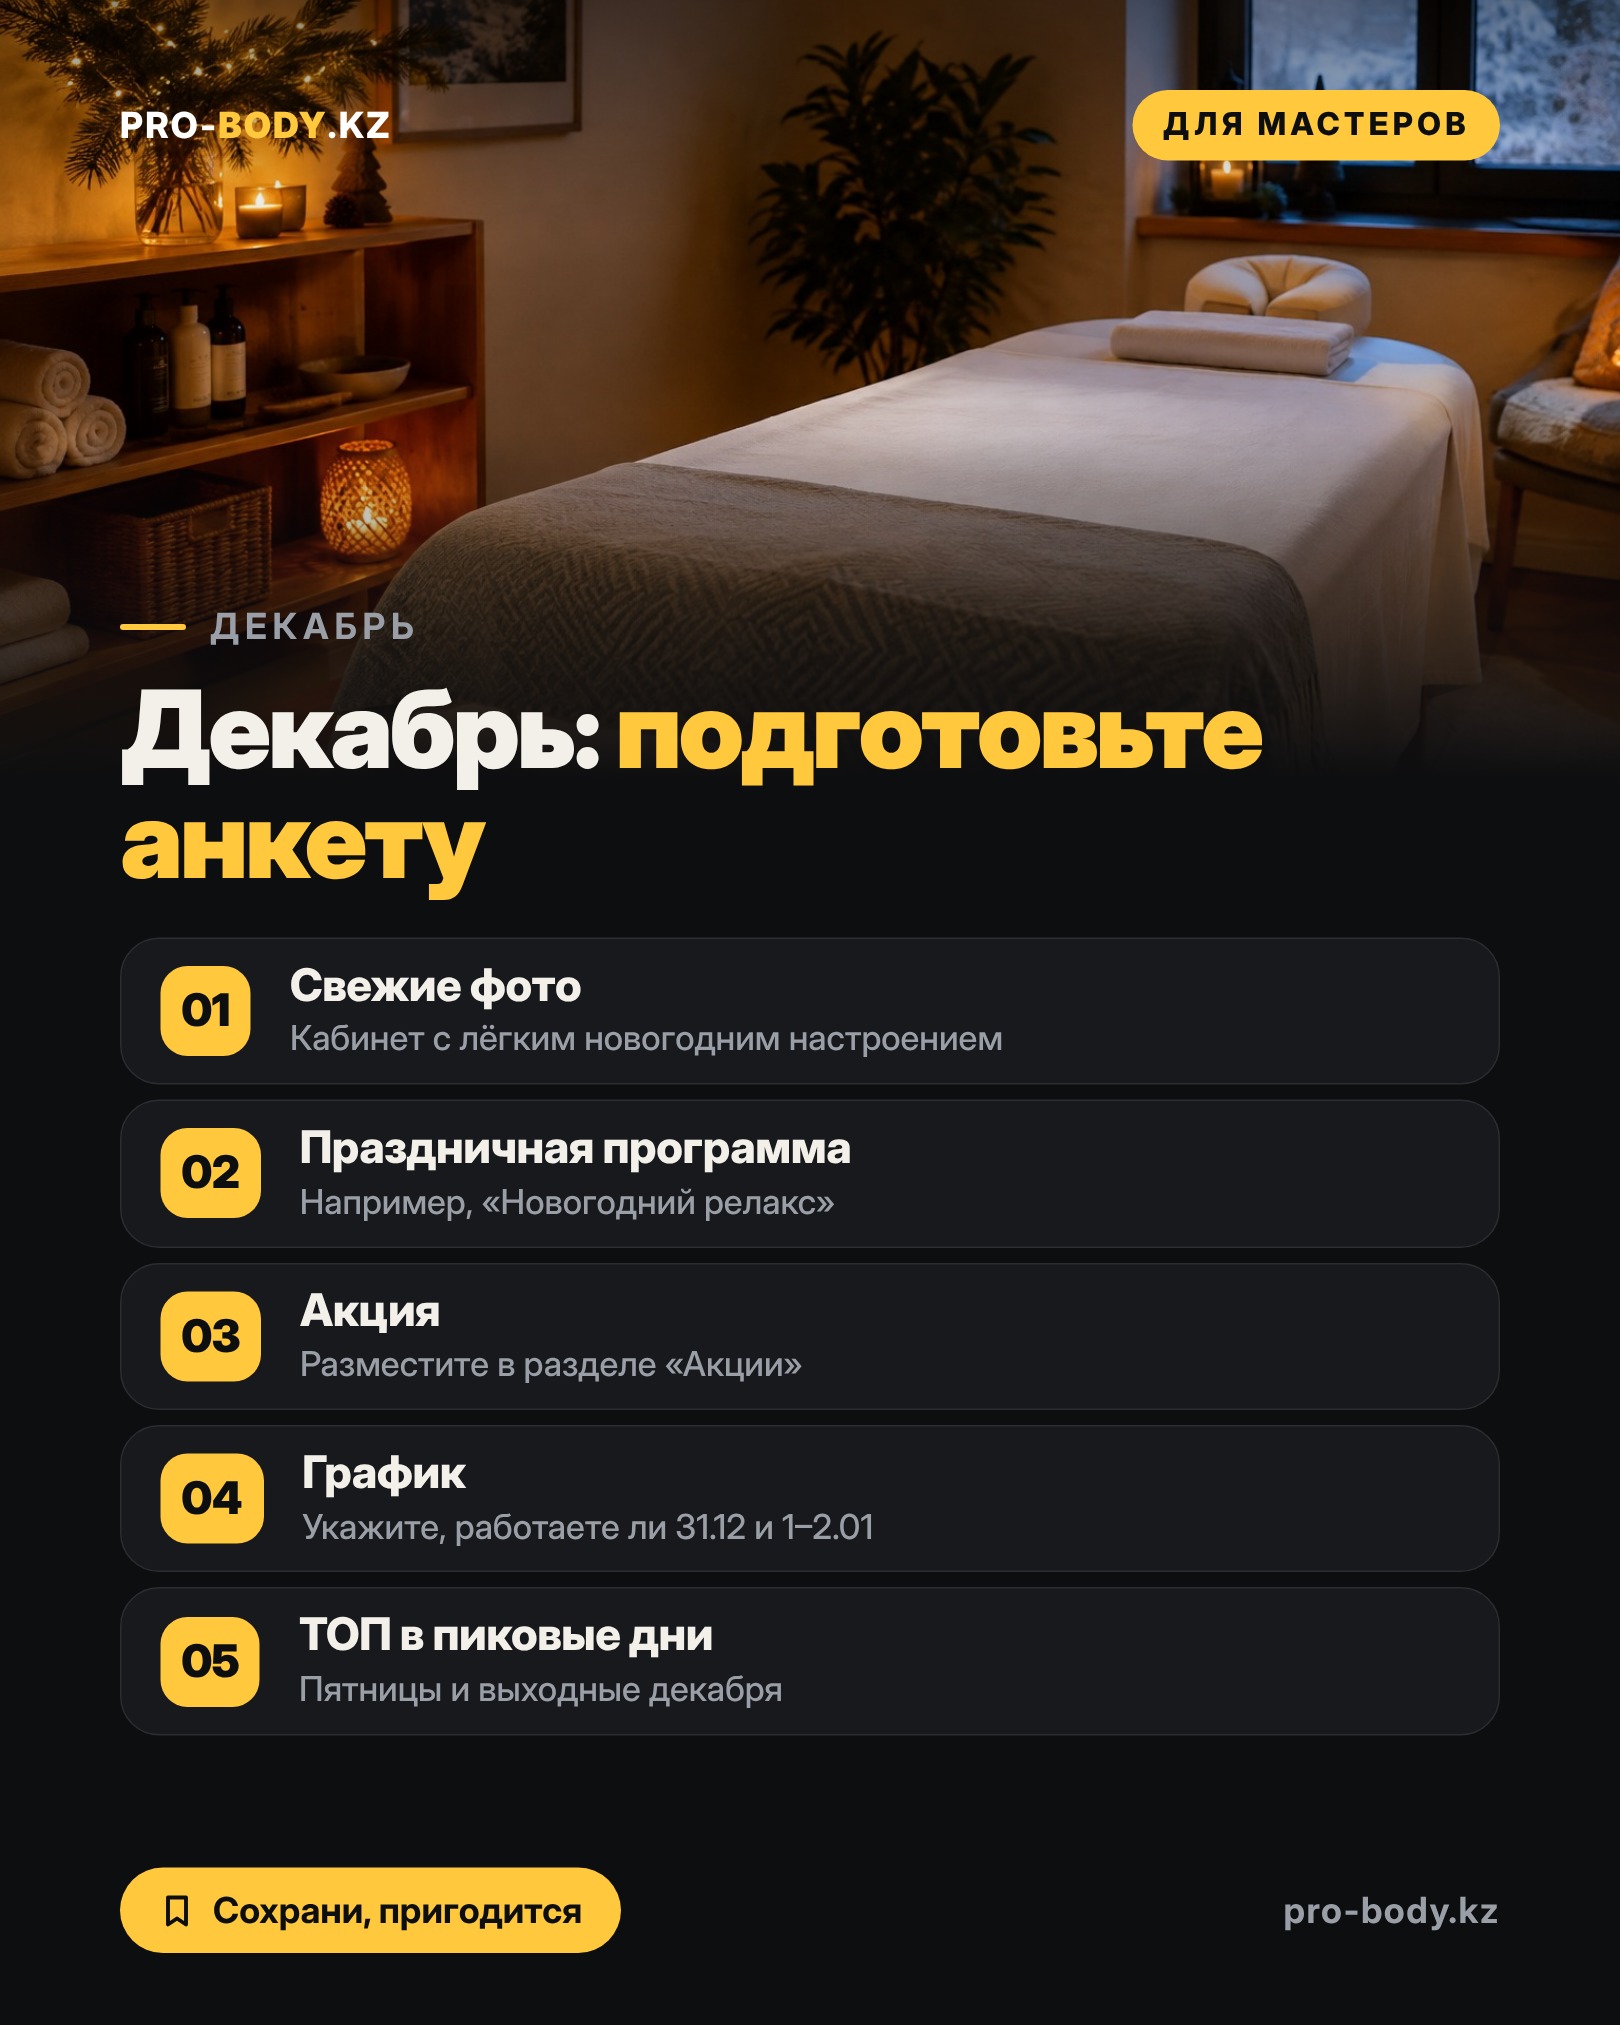 PRO-BODY.KZ
ДЛЯ МАСТЕРОВ
ДЕКАБРЬ
Декабрь: подготовьте
анкету
01
Свежие фото
Кабинет с лёгким новогодним настроением
02
Праздничная программа
Например, «Новогодний релакс»
03
Акция
Разместите в разделе «Акции»
04
График
Укажите, работаете ли 31.12 и 1–2.01
05
ТОП в пиковые дни
Пятницы и выходные декабря
Сохрани, пригодится
pro-body.kz